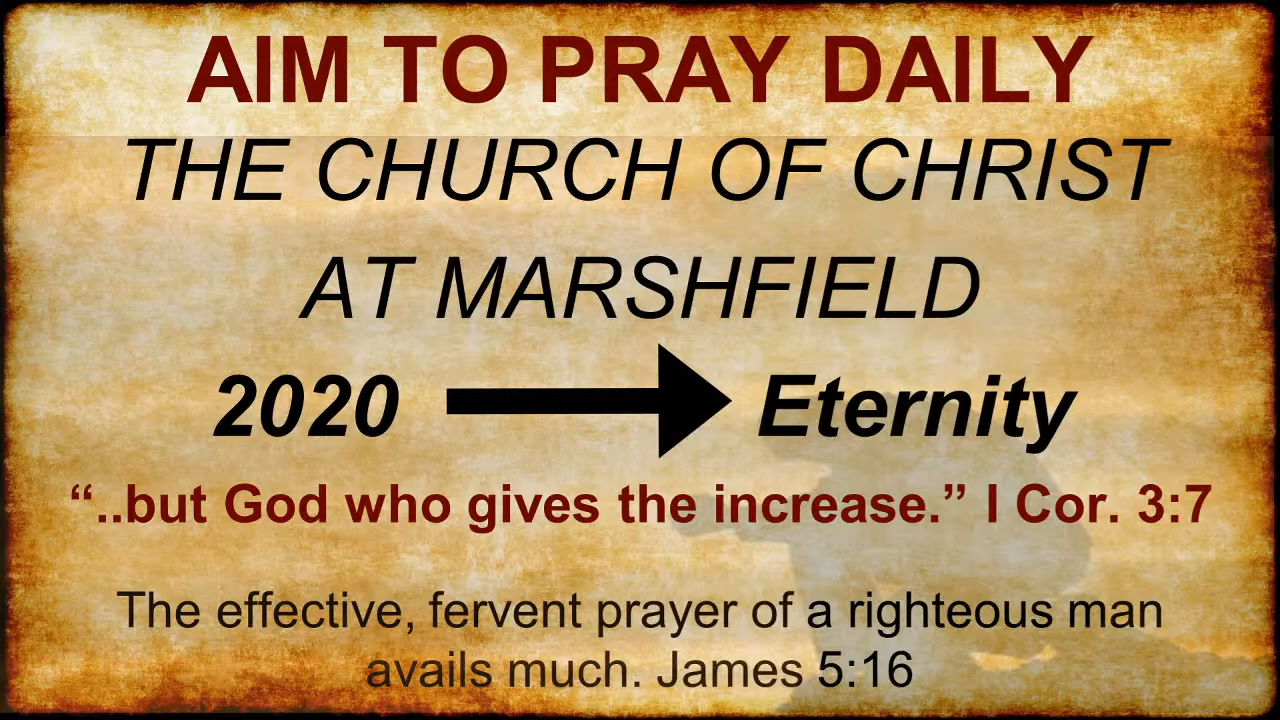 AIM TO PRAY DAILY
THE CHURCH OF CHRIST
AT MARSHFIELD
2020 Eternity
“..but God who gives the increase.” I Cor. 3:7
The effective, fervent prayer of a righteous man
avails much. James 5:16